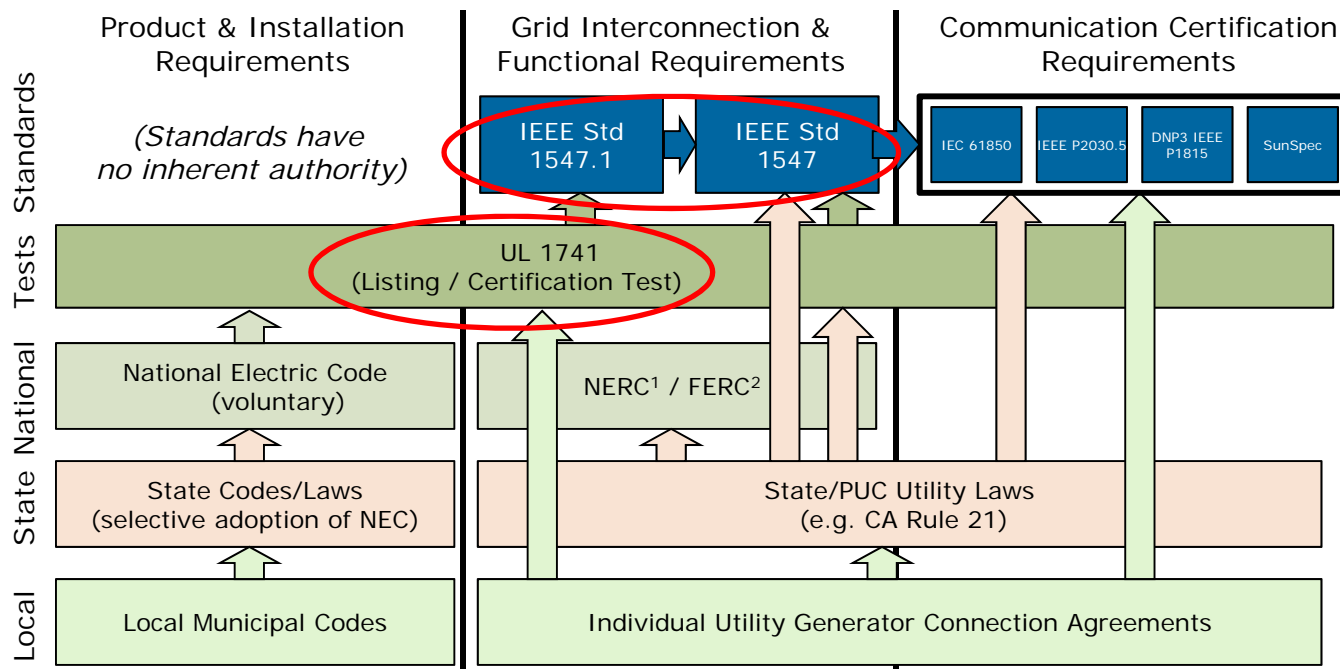 Product & Installation
Requirements
Grid Interconnection &
Functional Requirements
Communication Certification
Requirements
Standards
(Standards have
no inherent authority)
IEEE Std
1547.1
IEEE Std
1547
IEC 61850
IEEE P2030.5
DNP3 IEEE
P1815
SunSpec
Tests
UL 1741
(Listing / Certification Test)
National
National Electric Code
(voluntary)
NERC¹ / FERC²
State
State Codes/Laws
(selective adoption of NEC)
State/PUC Utility Laws
(e.g. CA Rule 21)
Local
Local Municipal Codes
Individual Utility Generator Connection Agreements